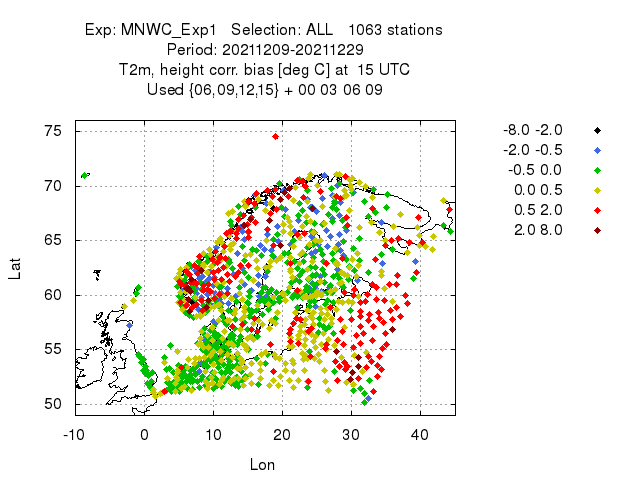 Exp: MNWC_Exp1   Selection: ALL   1063 stations
Period: 20211209-20211229
T2m, height corr. bias [deg C] at  15 UTC
Used {06,09,12,15} + 00 03 06 09
-8.0 -2.0
-2.0 -0.5
-0.5 0.0
0.0 0.5
0.5 2.0
2.0 8.0
75
70
65
60
55
50
Lat
-10 0 10 20 30 40
Lon